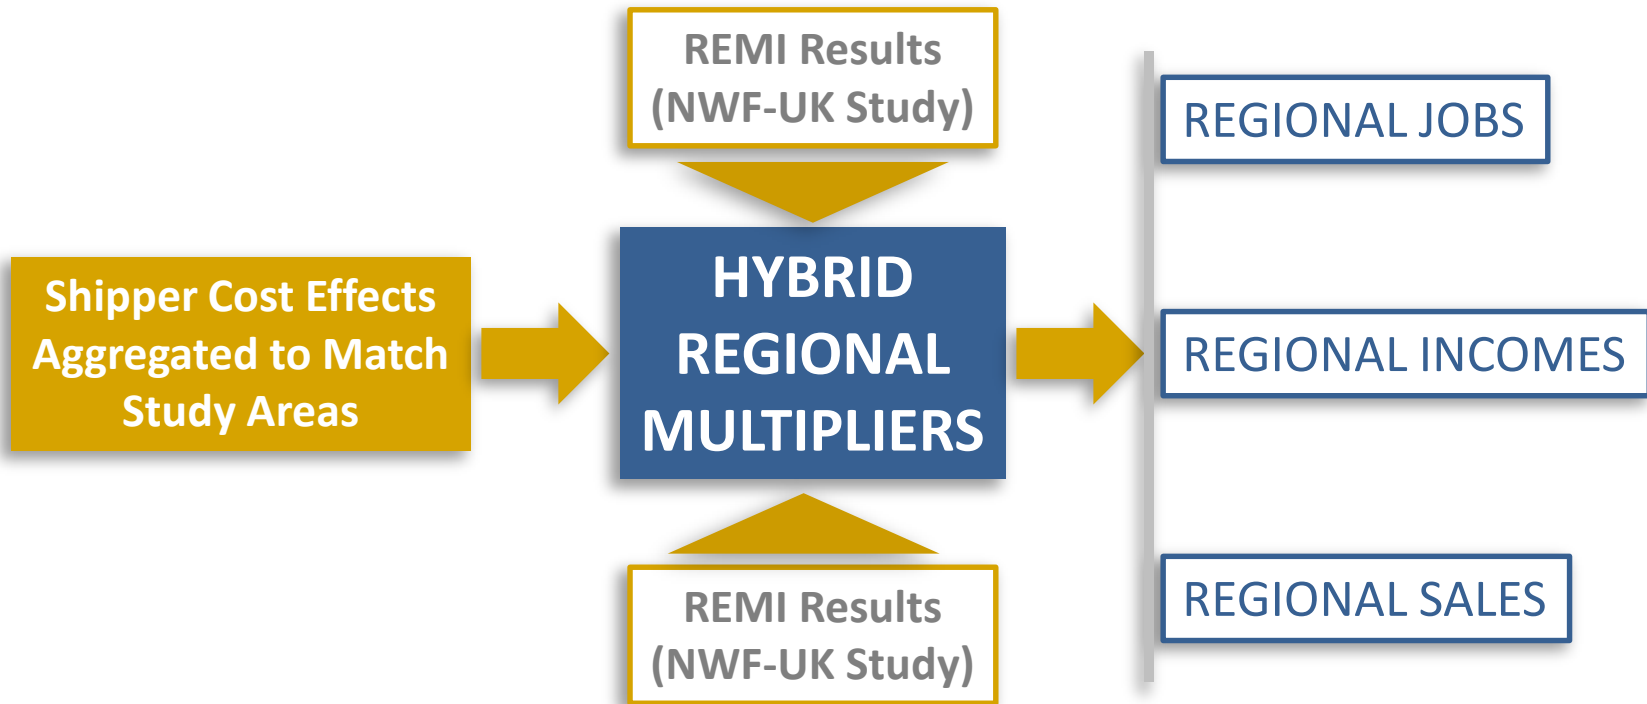 REMI Results
(NWF-UK Study)
REGIONAL JOBS
Shipper Cost Effects
Aggregated to Match
Study Areas
HYBRID
REGIONAL
MULTIPLIERS
REGIONAL INCOMES
REMI Results
(NWF-UK Study)
REGIONAL SALES